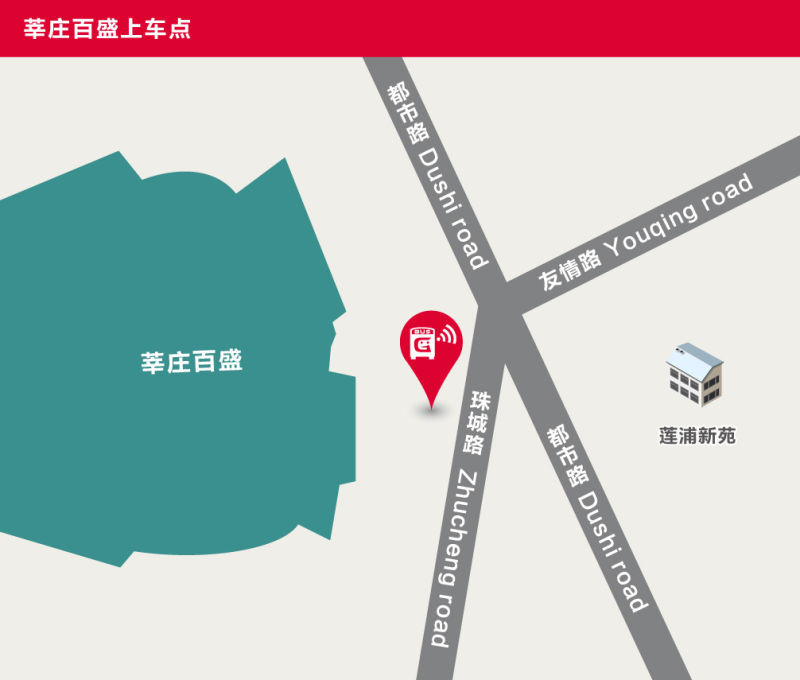 莘庄百盛上车点
都市路 Dushi road
友情路 Youqing road
BUS
莘庄百盛
珠城路 Zhucheng road
莲浦新苑
都市路 Dushi road